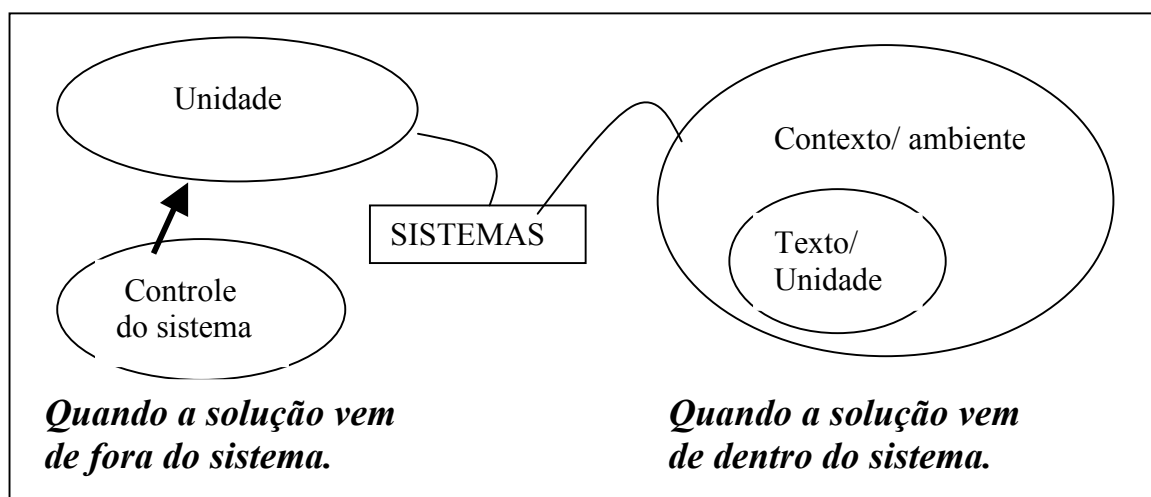 Unidade
Controle
do sistema
SISTEMAS
Contexto/ ambiente
Texto/
Unidade
Quando a solução vem
de fora do sistema.
Quando a solução vem
de dentro do sistema.